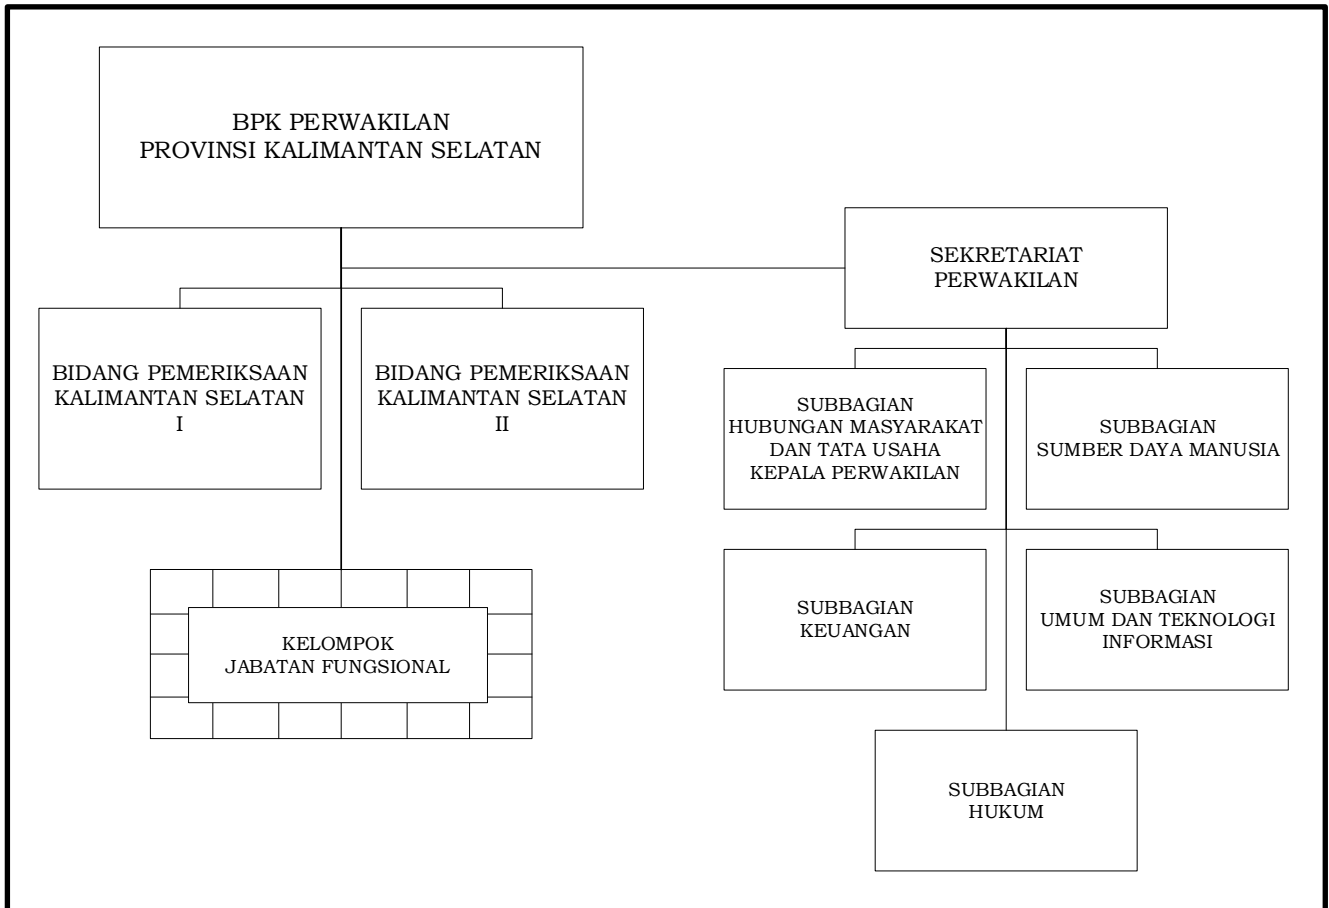 BPK PERWAKILAN
PROVINSI KALIMANTAN SELATAN
SEKRETARIAT
PERWAKILAN
BIDANG PEMERIKSAAN
KALIMANTAN SELATAN
I
BIDANG PEMERIKSAAN
KALIMANTAN SELATAN
II
SUBBAGIAN
HUBUNGAN MASYARAKAT
DAN TATA USAHA
KEPALA PERWAKILAN
SUBBAGIAN
SUMBER DAYA MANUSIA
KELOMPOK
JABATAN FUNGSIONAL
SUBBAGIAN
KEUANGAN
SUBBAGIAN
UMUM DAN TEKNOLOGI
INFORMASI
SUBBAGIAN
HUKUM